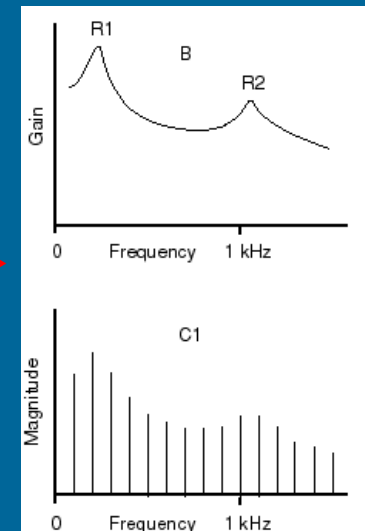 R1
B
R2
Gain
0 Frequency 1 kHz
C1
Magnitude
0 Frequency 1 kHz